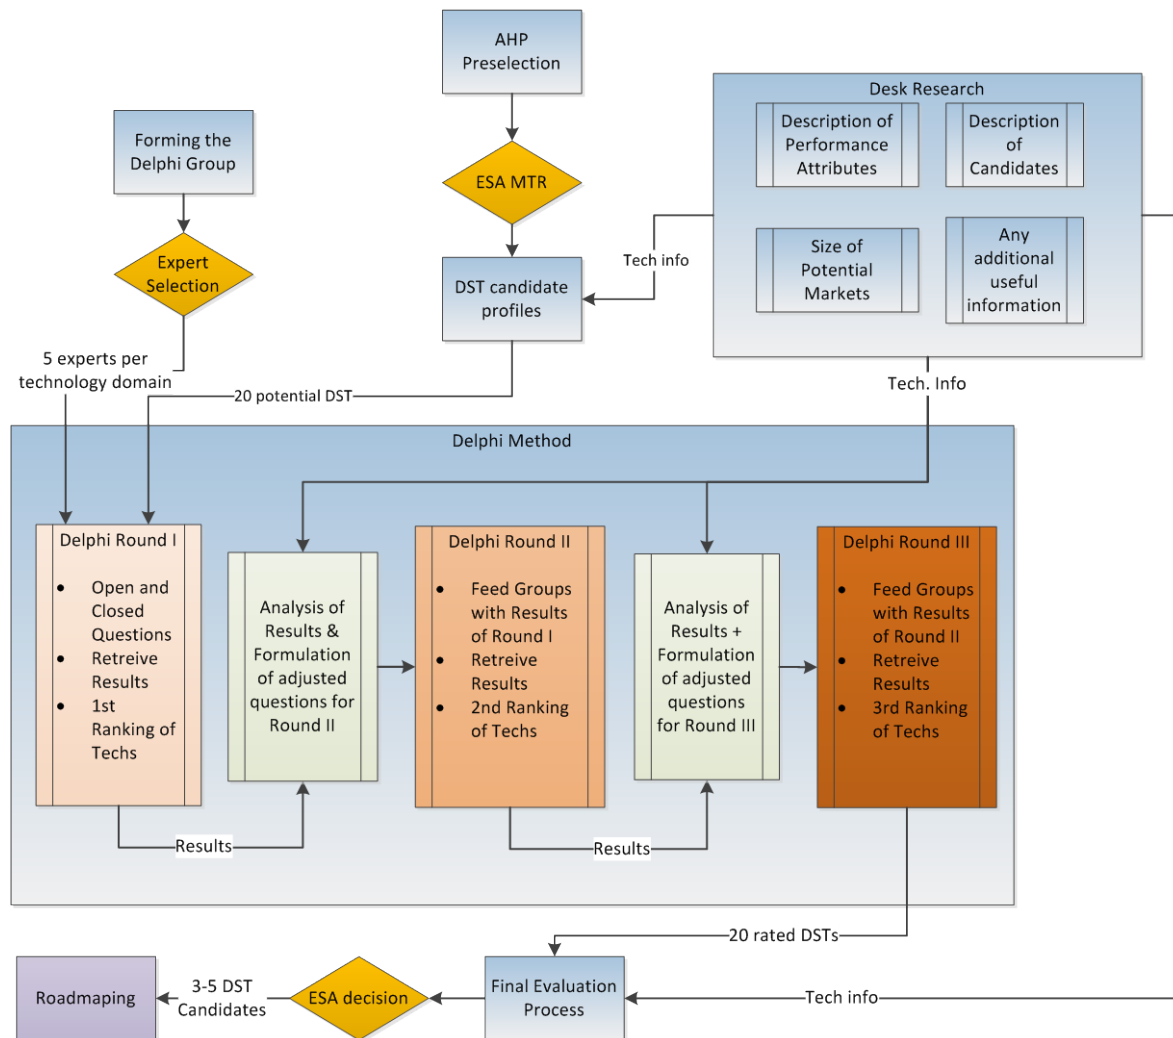 AHP
Preselection
Forming the
Delphi Group
ESA MTR
Expert
Selection
DST candidate
profiles
Tech info
Desk Research
Description of
Performance
Attributes
Description
of
Candidates
Size of
Potential
Markets
Any
additional
useful
information
5 experts per
technology domain
20 potential DST
Tech. Info
Delphi Method
Delphi Round I
• Open and
Closed
Questions
• Retreive
Results
• 1st
Ranking of
Techs
Analysis of
Results &
Formulation
of adjusted
questions for
Round II
Delphi Round II
• Feed Groups
with Results
of Round I
• Retreive
Results
• 2nd Ranking
of Techs
Analysis of
Results +
Formulation
of adjusted
questions
for Round III
Delphi Round III
• Feed Groups
with Results
of Round II
• Retreive
Results
• 3rd Ranking
of Techs
Results
Results
20 rated DSTs
Roadmaping
3-5 DST
Candidates
ESA decision
Final Evaluation
Process
Tech info